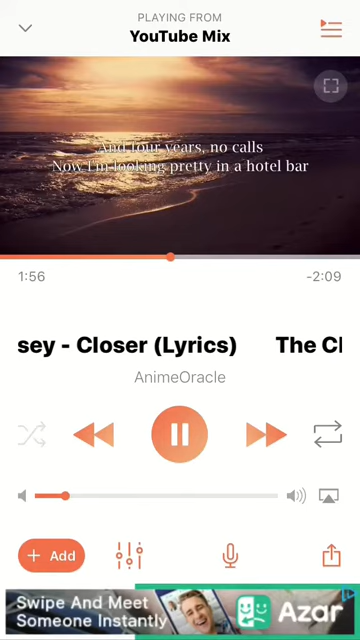 PLAYING FROM
YouTube Mix
And four years, no calls
Now I'm looking pretty in a hotel bar
1:56
-2:09
sey - Closer (Lyrics) The Cl
AnimeOracle
+ Add
Swipe And Meet
Someone Instantly
Azar